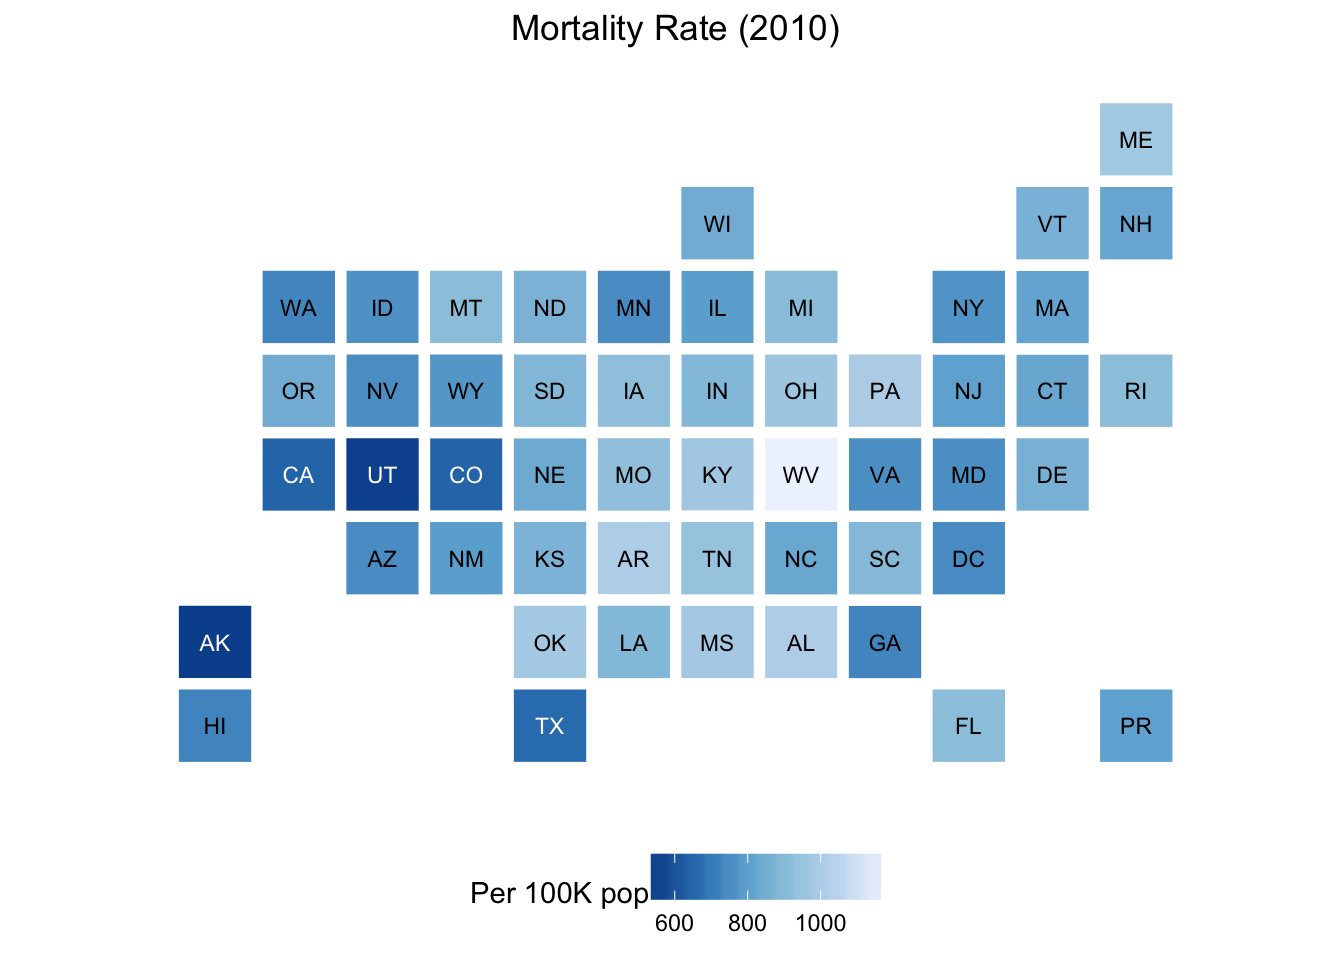 Mortality Rate (2010)
ME
WI VT NH
WA ID MT ND MN IL MI NY MA
OR NV WY SD IA IN OH PA NJ CT RI
CA UT CO NE MO KY WV VA MD DE
AZ NM KS AR TN NC SC DC
AK OK LA MS AL GA
HI TX FL PR
Per 100K pop
600 800 1000